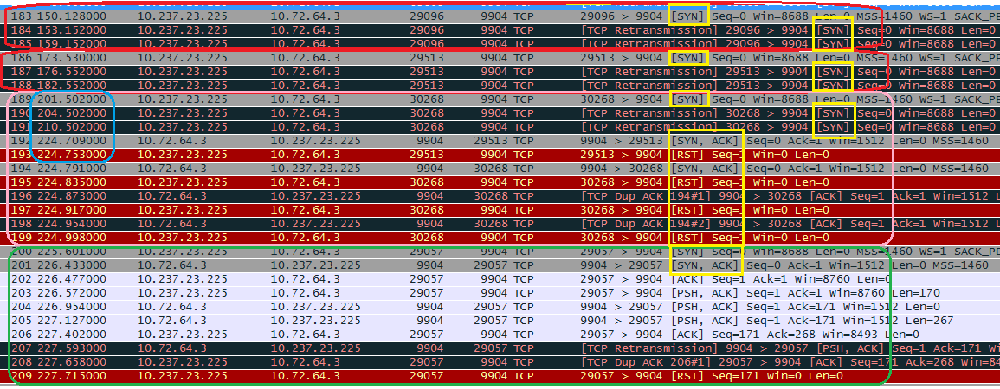 183 150.128000 10.237.23.225 10.72.64.3 29096 9904 TCP 29096 > 9904 [SYN] Seq=0 Win=8688 Len=0 MSS=1460 WS=1 SACK_PE
184 153.152000 10.237.23.225 10.72.64.3 29096 9904 TCP [TCP Retransmission] 29096 > 9904 [SYN] Seq=0 Win=8688 Len=0
185 159.152000 10.237.23.225 10.72.64.3 29096 9904 TCP [TCP Retransmission] 29096 > 9904 [SYN] Seq=0 Win=8688 Len=0
186 173.530000 10.237.23.225 10.72.64.3 29513 9904 TCP 29513 > 9904 [SYN] Seq=0 Win=8688 Len=0 MSS=1460 WS=1 SACK_PE
187 176.552000 10.237.23.225 10.72.64.3 29513 9904 TCP [TCP Retransmission] 29513 > 9904 [SYN] Seq=0 Win=8688 Len=0
188 182.552000 10.237.23.225 10.72.64.3 29513 9904 TCP [TCP Retransmission] 29513 > 9904 [SYN] Seq=0 Win=8688 Len=0
189 201.502000 10.237.23.225 10.72.64.3 30268 9904 TCP 30268 > 9904 [SYN] Seq=0 Win=8688 Len=0 MSS=1460 WS=1 SACK_PE
190 204.502000 10.237.23.225 10.72.64.3 30268 9904 TCP [TCP Retransmission] 30268 > 9904 [SYN] Seq=0 Win=8688 Len=0
191 210.502000 10.237.23.225 10.72.64.3 30268 9904 TCP [TCP Retransmission] 30268 > 9904 [SYN] Seq=0 Win=8688 Len=0
192 224.709000 10.72.64.3 10.237.23.225 9904 29513 TCP 9904 > 29513 [SYN, ACK] Seq=0 Ack=1 Win=1512 Len=0 MSS=1460
193 224.753000 10.237.23.225 10.72.64.3 29513 9904 TCP 29513 > 9904 [RST] Seq=1 Win=0 Len=0
194 224.791000 10.72.64.3 10.237.23.225 9904 30268 TCP 9904 > 30268 [SYN, ACK] Seq=0 Ack=1 Win=1512 Len=0 MSS=1460
195 224.835000 10.237.23.225 10.72.64.3 30268 9904 TCP 30268 > 9904 [RST] Seq=1 Win=0 Len=0
196 224.873000 10.72.64.3 10.237.23.225 9904 30268 TCP [TCP Dup ACK 194#1] 9904 > 30268 [ACK] Seq=1 Ack=1 Win=1512 L
197 224.917000 10.237.23.225 10.72.64.3 30268 9904 TCP 30268 > 9904 [RST] Seq=1 Win=0 Len=0
198 224.954000 10.72.64.3 10.237.23.225 9904 30268 TCP [TCP Dup ACK 194#2] 9904 > 30268 [ACK] Seq=1 Ack=1 Win=1512 L
199 224.998000 10.237.23.225 10.72.64.3 30268 9904 TCP 30268 > 9904 [RST] Seq=1 Win=0 Len=0
200 225.601000 10.237.23.225 10.72.64.3 29057 9904 TCP 29057 > 9904 [SYN] Seq=0 Win=8688 Len=0 MSS=1460 WS=1 SACK_PE
201 226.433000 10.72.64.3 10.237.23.225 9904 29057 TCP 9904 > 29057 [SYN, ACK] Seq=0 Ack=1 Win=1512 Len=0 MSS=1460
202 226.477000 10.237.23.225 10.72.64.3 29057 9904 TCP 29057 > 9904 [ACK] Seq=1 Ack=1 Win=8760 Len=0
203 226.572000 10.237.23.225 10.72.64.3 29057 9904 TCP 29057 > 9904 [PSH, ACK] Seq=1 Ack=1 Win=8760 Len=170
204 226.954000 10.72.64.3 10.237.23.225 9904 29057 TCP 9904 > 29057 [PSH, ACK] Seq=1 Ack=171 Win=1512 Len=0
205 227.127000 10.72.64.3 10.237.23.225 9904 29057 TCP 9904 > 29057 [PSH, ACK] Seq=1 Ack=171 Win=1512 Len=267
206 227.402000 10.237.23.225 10.72.64.3 29057 9904 TCP 29057 > 9904 [ACK] Seq=171 Ack=268 Win=8493 Len=0
207 227.593000 10.72.64.3 10.237.23.225 9904 29057 TCP [TCP Retransmission] 9904 > 29057 [PSH, ACK] Seq=1 Ack=171 Wi
208 227.658000 10.237.23.225 10.72.64.3 29057 9904 TCP [TCP Dup ACK 206#1] 29057 > 9904 [ACK] Seq=171 Ack=268 Win=84
209 227.715000 10.237.23.225 10.72.64.3 29057 9904 TCP 29057 > 9904 [RST] Seq=171 Win=0 Len=0